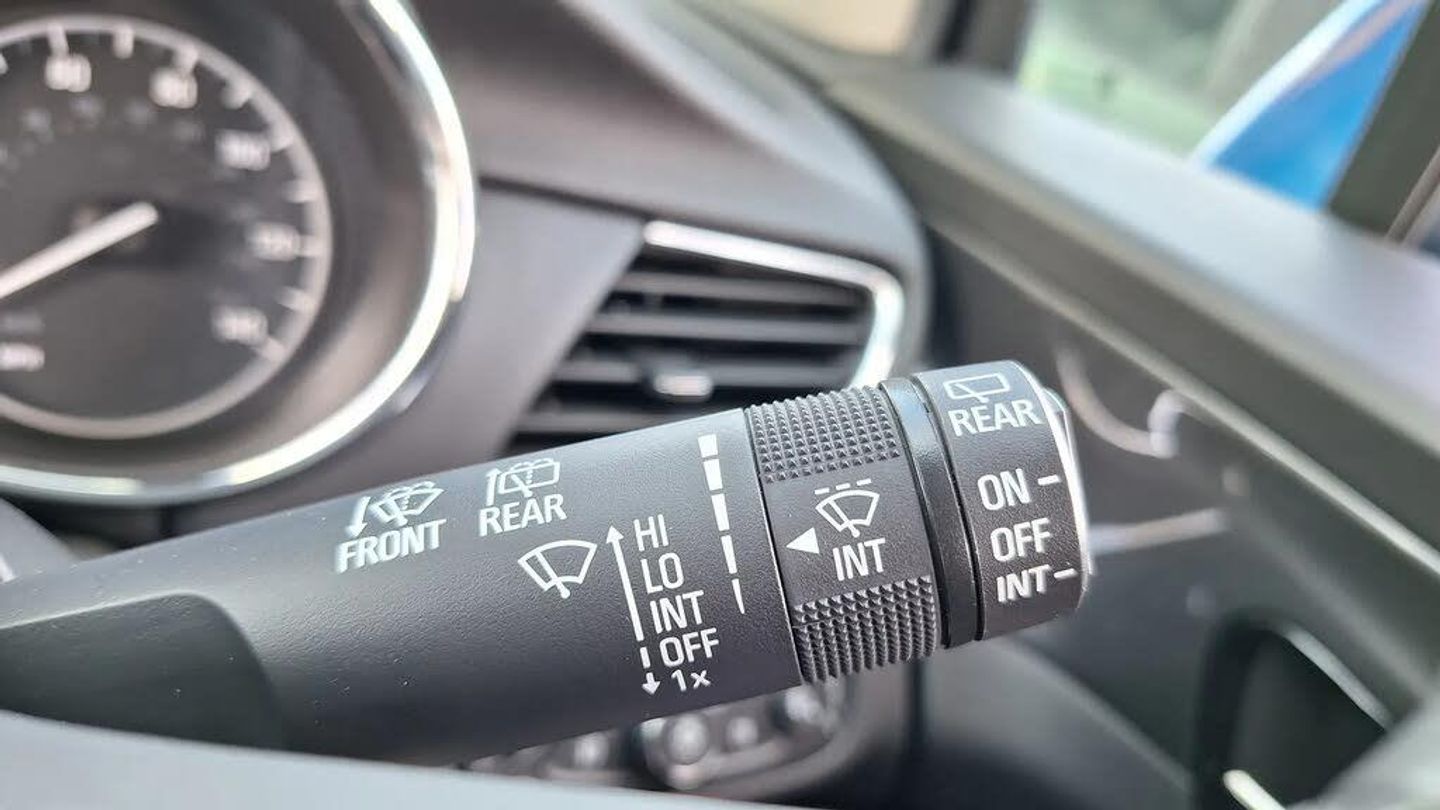 FRONT
REAR
HI
LO
INT
OFF
1x
INT
REAR
ON
OFF
INT